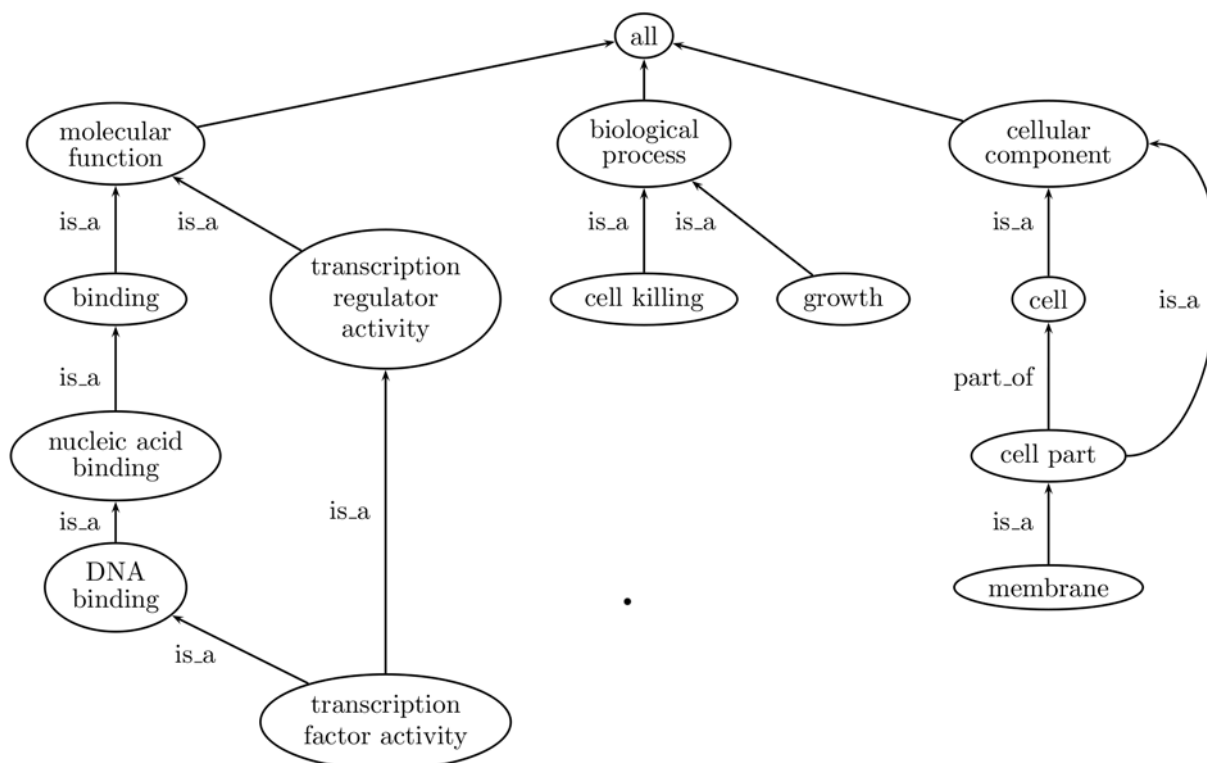 all
molecular
function
biological
process
cellular
component
is_a
is_a
is_a
is_a
is_a
binding
transcription
regulator
activity
cell killing
growth
cell
is_a
is_a
part_of
nucleic acid
binding
cell part
is_a
is_a
is_a
DNA
binding
membrane
is_a
transcription
factor activity